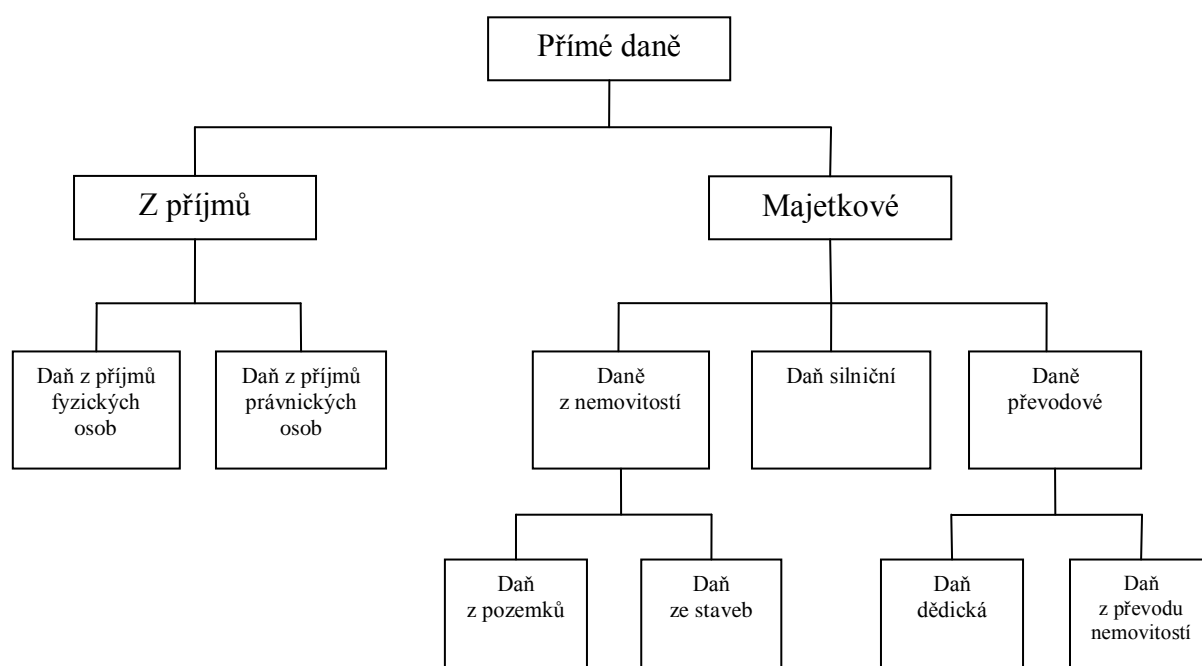 Přímé daně
Z příjmů
Majetkové
Daň z příjmů
fyzických
osob
Daň z příjmů
právnických
osob
Daně
z nemovitostí
Daň silniční
Daně
převodové
Daň
z pozemků
Daň
ze staveb
Daň
dědická
Daň
z převodu
nemovitostí